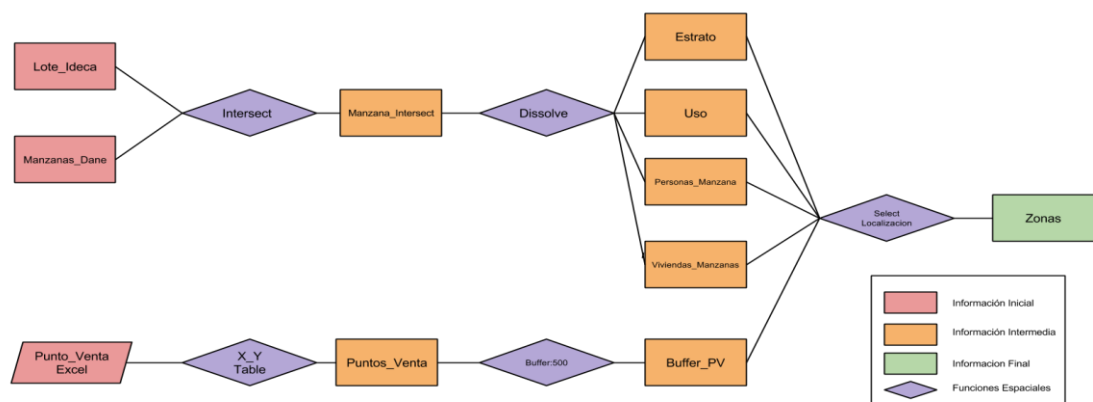 Lote_Ideca
Manzanas_Dane
Intersect
Manzana_Intersect
Dissolve
Estrato
Uso
Personas_Manzana
Viviendas_Manzanas
Select
Localizacion
Zonas
Punto_Venta
Excel
X_Y
Table
Puntos_Venta
Buffer:500
Buffer_PV
Información Inicial
Información Intermedia
Informacion Final
Funciones Espaciales